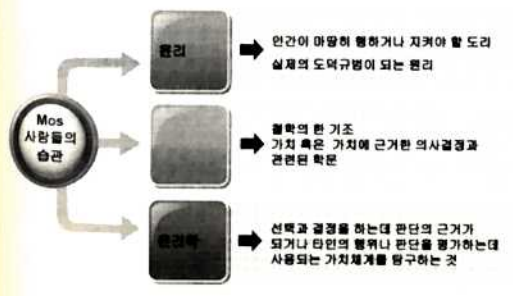 Mos
사람들의
습관
인간이 마땅히 행하거나 지켜야 할 도리
실제의 도덕규범이 되는 원리
철학의 한 기조
가치 혹은 가치에 근거한 의사결정과
관련된 학문
윤리학
선택과 결정을 하는데 판단의 근거가
되거나 타인의 행위나 판단을 평가하는데
사용되는 가치체계를 탐구하는 것